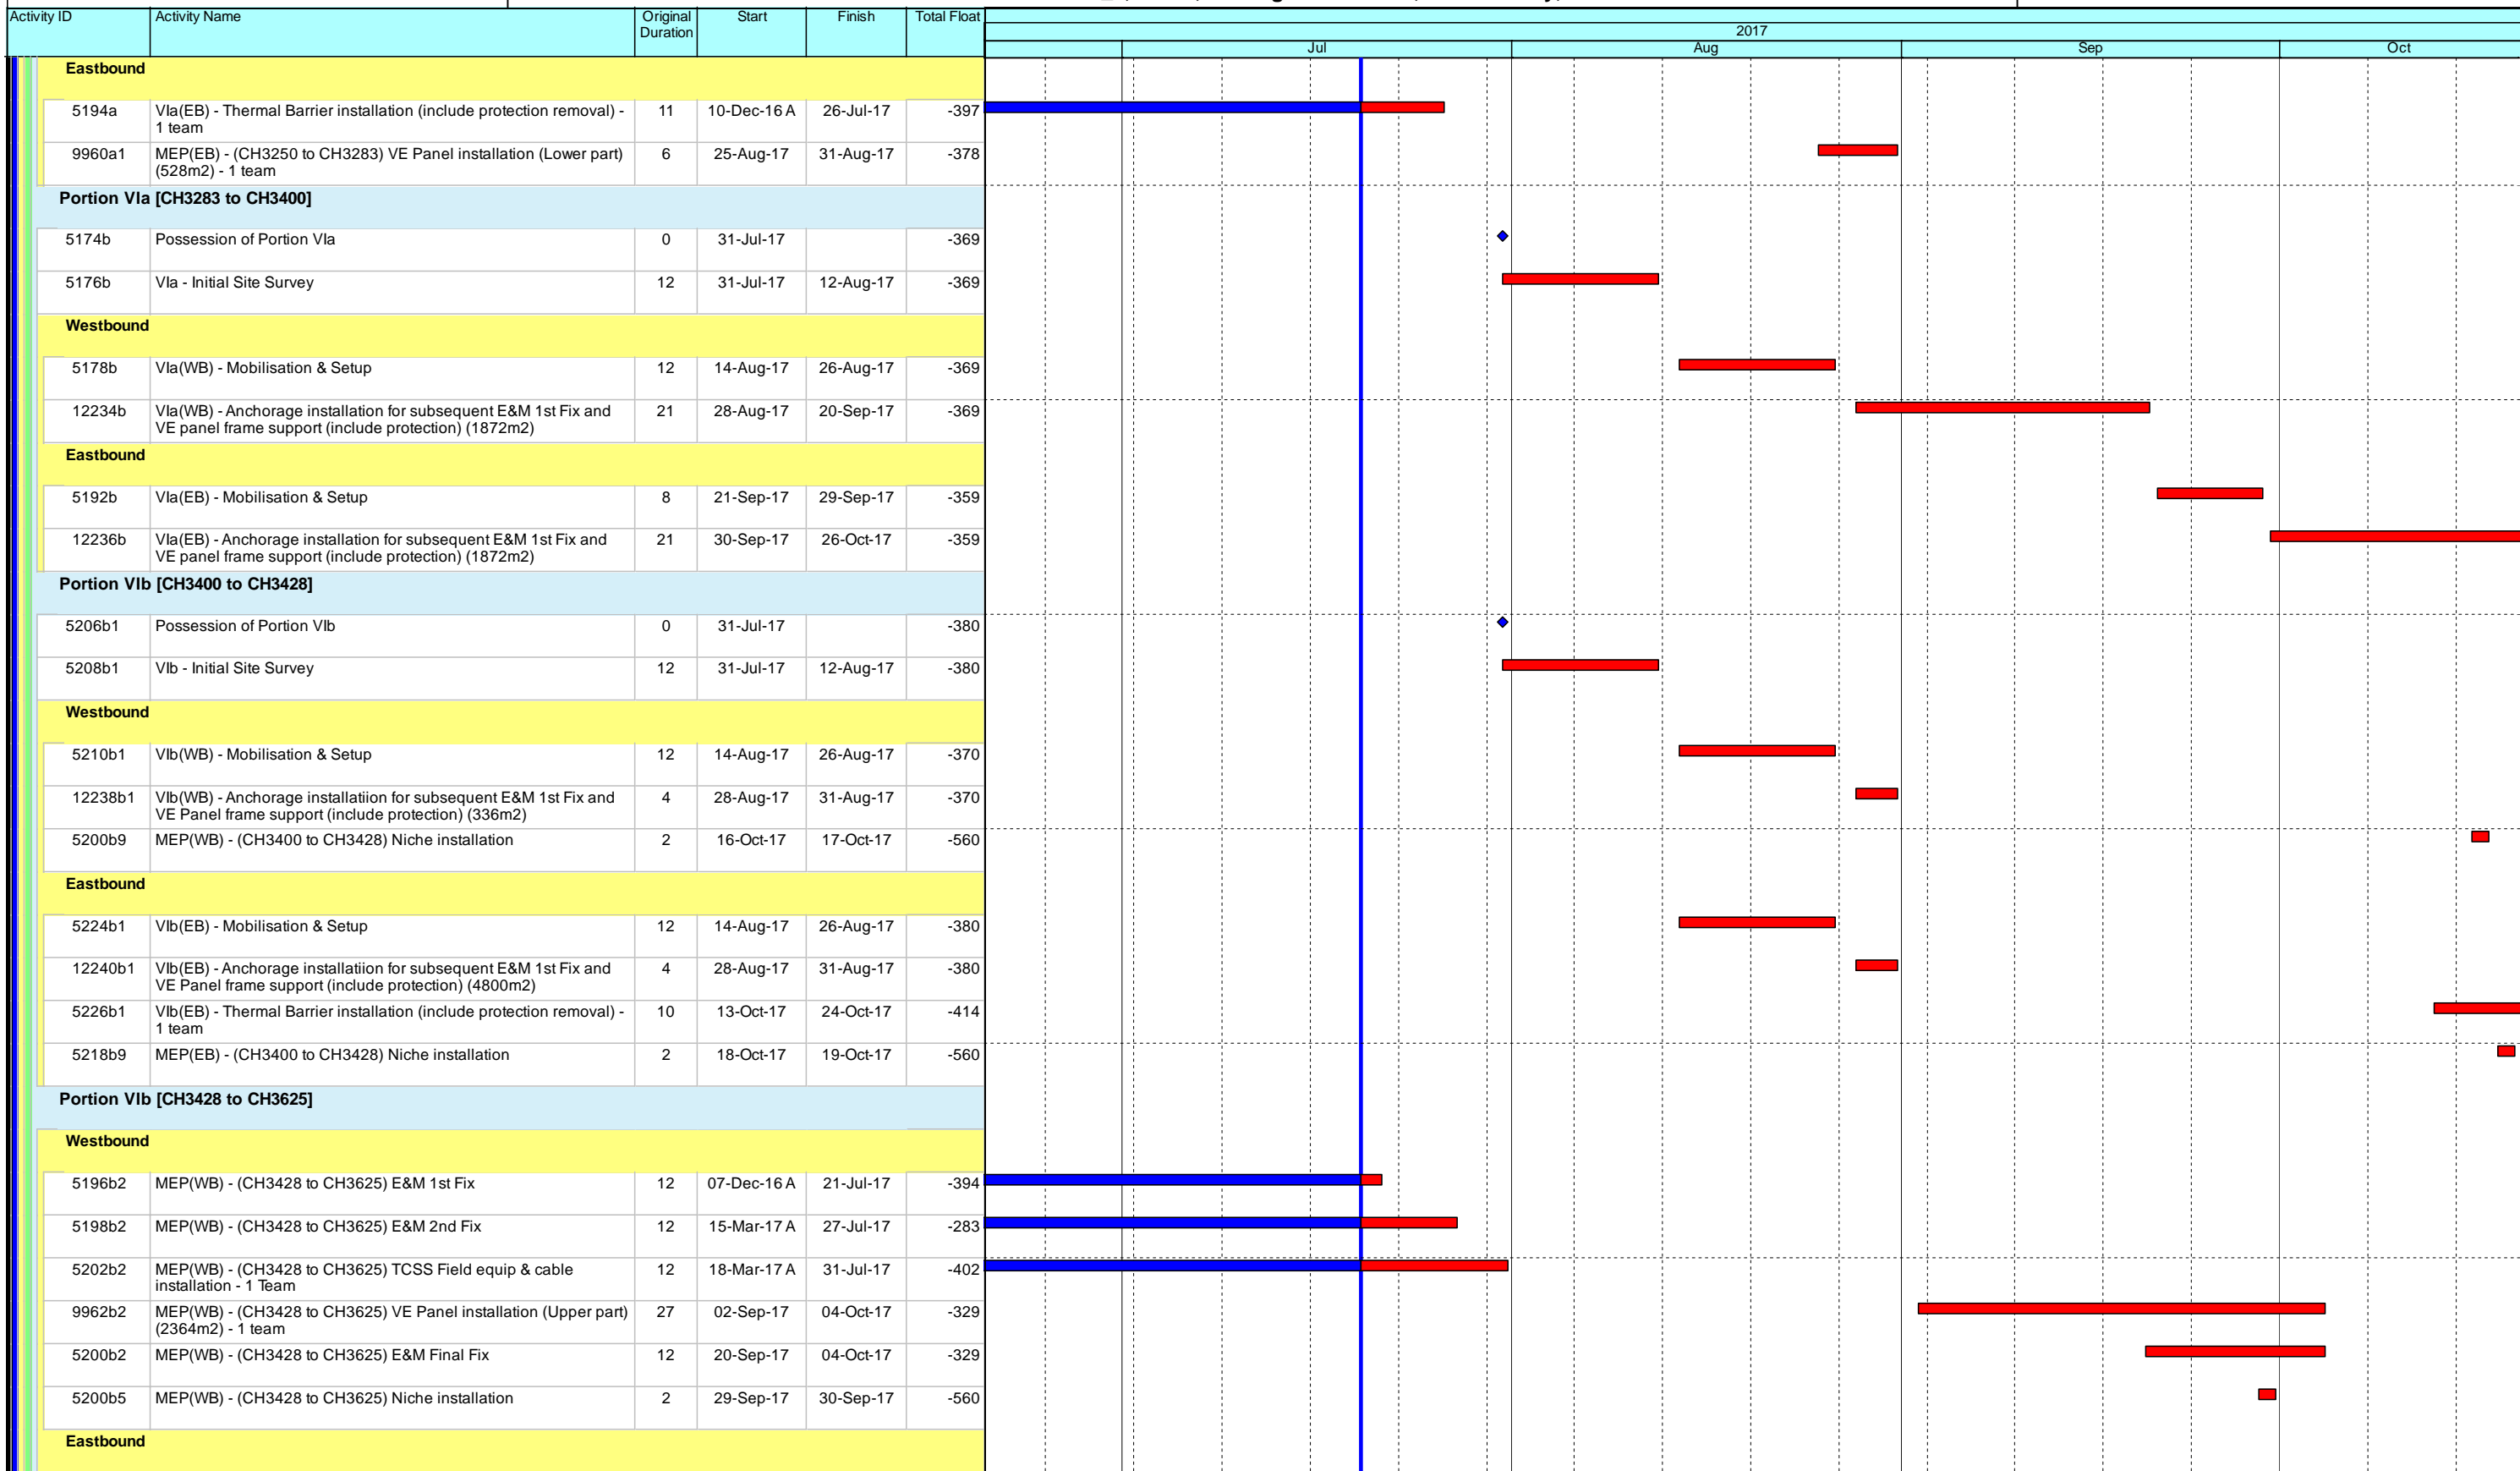 Activity ID Activity Name Original Start Finish Total Float
Duration
2017
Jul Aug Sep Oct
Eastbound
5194a VIa(EB) - Thermal Barrier installation (include protection removal) - 11 10-Dec-16 A 26-Jul-17 -397
1 team
9960a1 MEP(EB) - (CH3250 to CH3283) VE Panel installation (Lower part) 6 25-Aug-17 31-Aug-17 -378
(528m2) - 1 team
Portion VIa [CH3283 to CH3400]
5174b Possession of Portion VIa 0 31-Jul-17 -369
5176b VIa - Initial Site Survey 12 31-Jul-17 12-Aug-17 -369
Westbound
5178b VIa(WB) - Mobilisation & Setup 12 14-Aug-17 26-Aug-17 -369
12234b VIa(WB) - Anchorage installation for subsequent E&M 1st Fix and 21 28-Aug-17 20-Sep-17 -369
VE panel frame support (include protection) (1872m2)
Eastbound
5192b VIa(EB) - Mobilisation & Setup 8 21-Sep-17 29-Sep-17 -359
12236b VIa(EB) - Anchorage installation for subsequent E&M 1st Fix and 21 30-Sep-17 26-Oct-17 -359
VE panel frame support (include protection) (1872m2)
Portion VIb [CH3400 to CH3428]
5206b1 Possession of Portion VIb 0 31-Jul-17 -380
5208b1 VIb - Initial Site Survey 12 31-Jul-17 12-Aug-17 -380
Westbound
5210b1 VIb(WB) - Mobilisation & Setup 12 14-Aug-17 26-Aug-17 -370
12238b1 VIb(WB) - Anchorage installatiion for subsequent E&M 1st Fix and 4 28-Aug-17 31-Aug-17 -370
VE Panel frame support (include protection) (336m2)
5200b9 MEP(WB) - (CH3400 to CH3428) Niche installation 2 16-Oct-17 17-Oct-17 -560
Eastbound
5224b1 VIb(EB) - Mobilisation & Setup 12 14-Aug-17 26-Aug-17 -380
12240b1 VIb(EB) - Anchorage installatiion for subsequent E&M 1st Fix and 4 28-Aug-17 31-Aug-17 -380
VE Panel frame support (include protection) (4800m2)
5226b1 VIb(EB) - Thermal Barrier installation (include protection removal) - 10 13-Oct-17 24-Oct-17 -414
1 team
5218b9 MEP(EB) - (CH3400 to CH3428) Niche installation 2 18-Oct-17 19-Oct-17 -560
Portion VIb [CH3428 to CH3625]
Westbound
5196b2 MEP(WB) - (CH3428 to CH3625) E&M 1st Fix 12 07-Dec-16 A 21-Jul-17 -394
5198b2 MEP(WB) - (CH3428 to CH3625) E&M 2nd Fix 12 15-Mar-17 A 27-Jul-17 -283
5202b2 MEP(WB) - (CH3428 to CH3625) TCSS Field equip & cable 12 18-Mar-17 A 31-Jul-17 -402
installation - 1 Team
9962b2 MEP(WB) - (CH3428 to CH3625) VE Panel installation (Upper part) 27 02-Sep-17 04-Oct-17 -329
(2364m2) - 1 team
5200b2 MEP(WB) - (CH3428 to CH3625) E&M Final Fix 12 20-Sep-17 04-Oct-17 -329
5200b5 MEP(WB) - (CH3428 to CH3625) Niche installation 2 29-Sep-17 30-Sep-17 -560
Eastbound